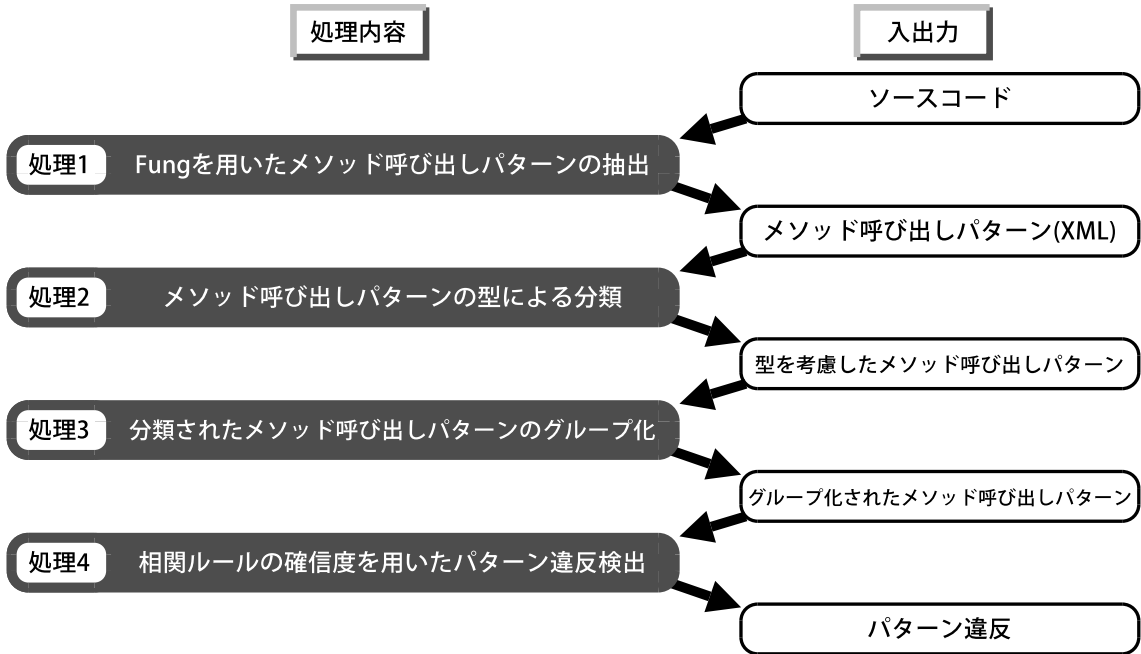 処理内容
入出力
ソースコード
処理1 Fungを用いたメソッド呼び出しパターンの抽出
メソッド呼び出しパターン(XML)
処理2 メソッド呼び出しパターンの型による分類
型を考慮したメソッド呼び出しパターン
処理3 分類されたメソッド呼び出しパターンのグループ化
グループ化されたメソッド呼び出しパターン
処理4 相関ルールの確信度を用いたパターン違反検出
パターン違反